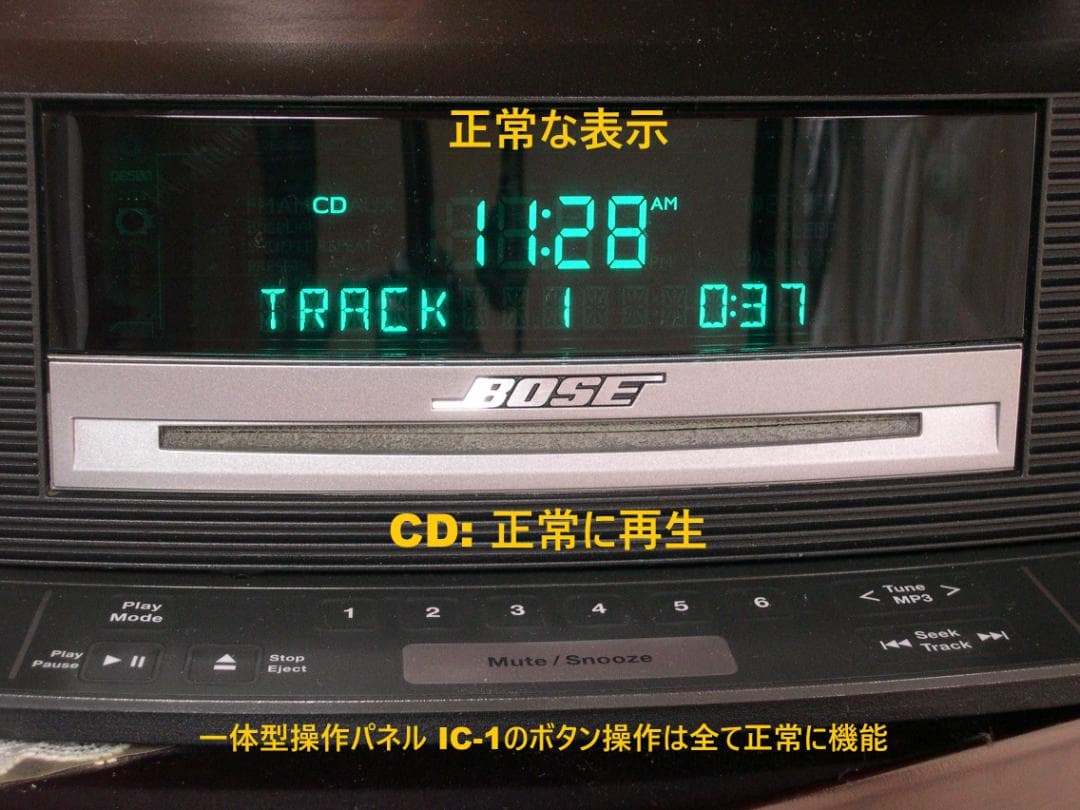 正常な表示
CD
11:28 AM
TRACK 1 0:37
BOSE
CD: 正常に再生
Play Mode
1 2 3 4 5 6
< Tune MP3 >
Play Pause
Stop Eject
Mute / Snooze
Seek Track
一体型操作パネル IC-1のボタン操作は全て正常に機能